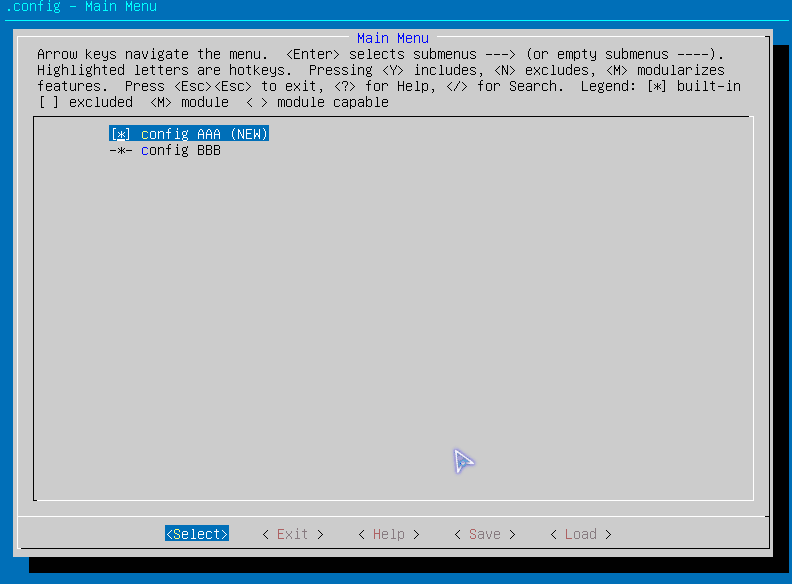 .config - Main Menu
Main Menu
Arrow keys navigate the menu.  <Enter> selects submenus ---> (or empty submenus ----).
Highlighted letters are hotkeys.  Pressing <Y> includes, <N> excludes, <M> modularizes
features.  Press <Esc><Esc> to exit, <?> for Help, </> for Search.  Legend: [*] built-in
[ ] excluded  <M> module  < > module capable
[*] config AAA (NEW)
-*- config BBB
<Select>    < Exit >    < Help >    < Save >    < Load >